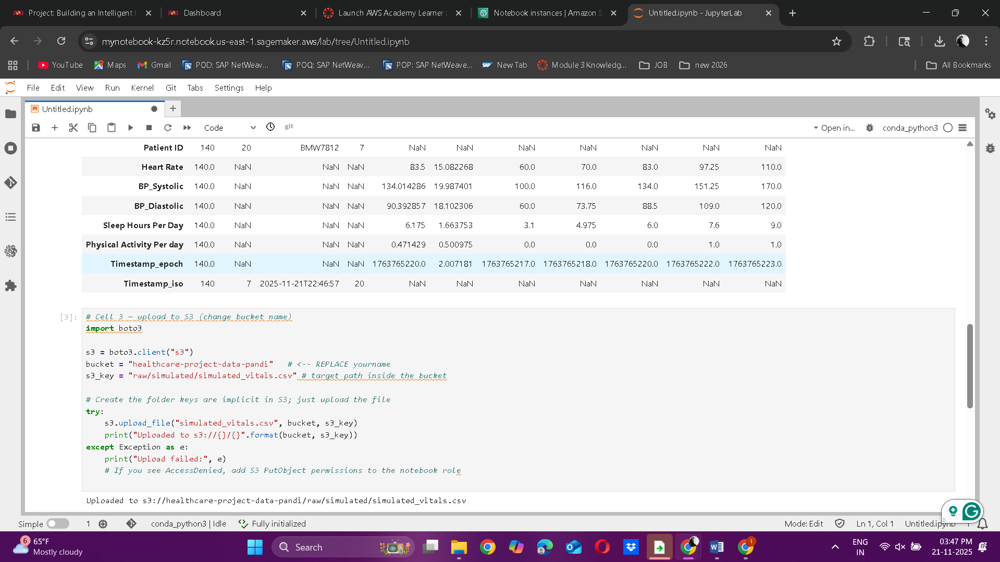 Project: Building an Intelligent H
Dashboard
Launch AWS Academy Learner
Notebook instances | Amazon S
Untitled.ipynb - JupyterLab
mynotebook-kz5r.notebook.us-east-1.sagemaker.aws/lab/tree/Untitled.ipynb
YouTube Maps Gmail POD: SAP NetWeav... POQ: SAP NetWeav... POP: SAP NetWeave... New Tab Module 3 Knowledg... JOB new 2026 All Bookmarks
File Edit View Run Kernel Git Tabs Settings Help
Untitled.ipynb
Code git Open in... conda_python3
Patient ID 140 20 BMW7812 7 NaN NaN NaN NaN NaN NaN NaN
Heart Rate 140.0 NaN NaN NaN 83.5 15.082268 60.0 70.0 83.0 97.25 110.0
BP_Systolic 140.0 NaN NaN NaN 134.014286 19.987401 100.0 116.0 134.0 151.25 170.0
BP_Diastolic 140.0 NaN NaN NaN 90.392857 18.102306 60.0 73.75 88.5 109.0 120.0
Sleep Hours Per Day 140.0 NaN NaN NaN 6.175 1.663753 3.1 4.975 6.0 7.6 9.0
Physical Activity Per day 140.0 NaN NaN NaN 0.471429 0.500975 0.0 0.0 0.0 1.0 1.0
Timestamp_epoch 140.0 NaN NaN NaN 1763765220.0 2.007181 1763765217.0 1763765218.0 1763765220.0 1763765222.0 1763765223.0
Timestamp_iso 140 7 2025-11-21T22:46:57 20 NaN NaN NaN NaN NaN NaN NaN
[3]: # Cell 3 — upload to S3 (change bucket name)
import boto3
s3 = boto3.client("s3")
bucket = "healthcare-project-data-pandi" # <-- REPLACE yourname
s3_key = "raw/simulated/simulated_vitals.csv" # target path inside the bucket
# Create the folder keys are implicit in S3; just upload the file
try:
s3.upload_file("simulated_vitals.csv", bucket, s3_key)
print("Uploaded to s3://{}/{}".format(bucket, s3_key))
except Exception as e:
print("Upload failed:", e)
# If you see AccessDenied, add S3 PutObject permissions to the notebook role
Uploaded to s3://healthcare-project-data-pandi/raw/simulated/simulated_vitals.csv
Simple 1 conda_python3 | Idle Fully initialized Mode: Edit Ln 1, Col 1 Untitled.ipynb 1
6 65°F
Mostly cloudy
Search
ENG
IN
03:47 PM
21-11-2025